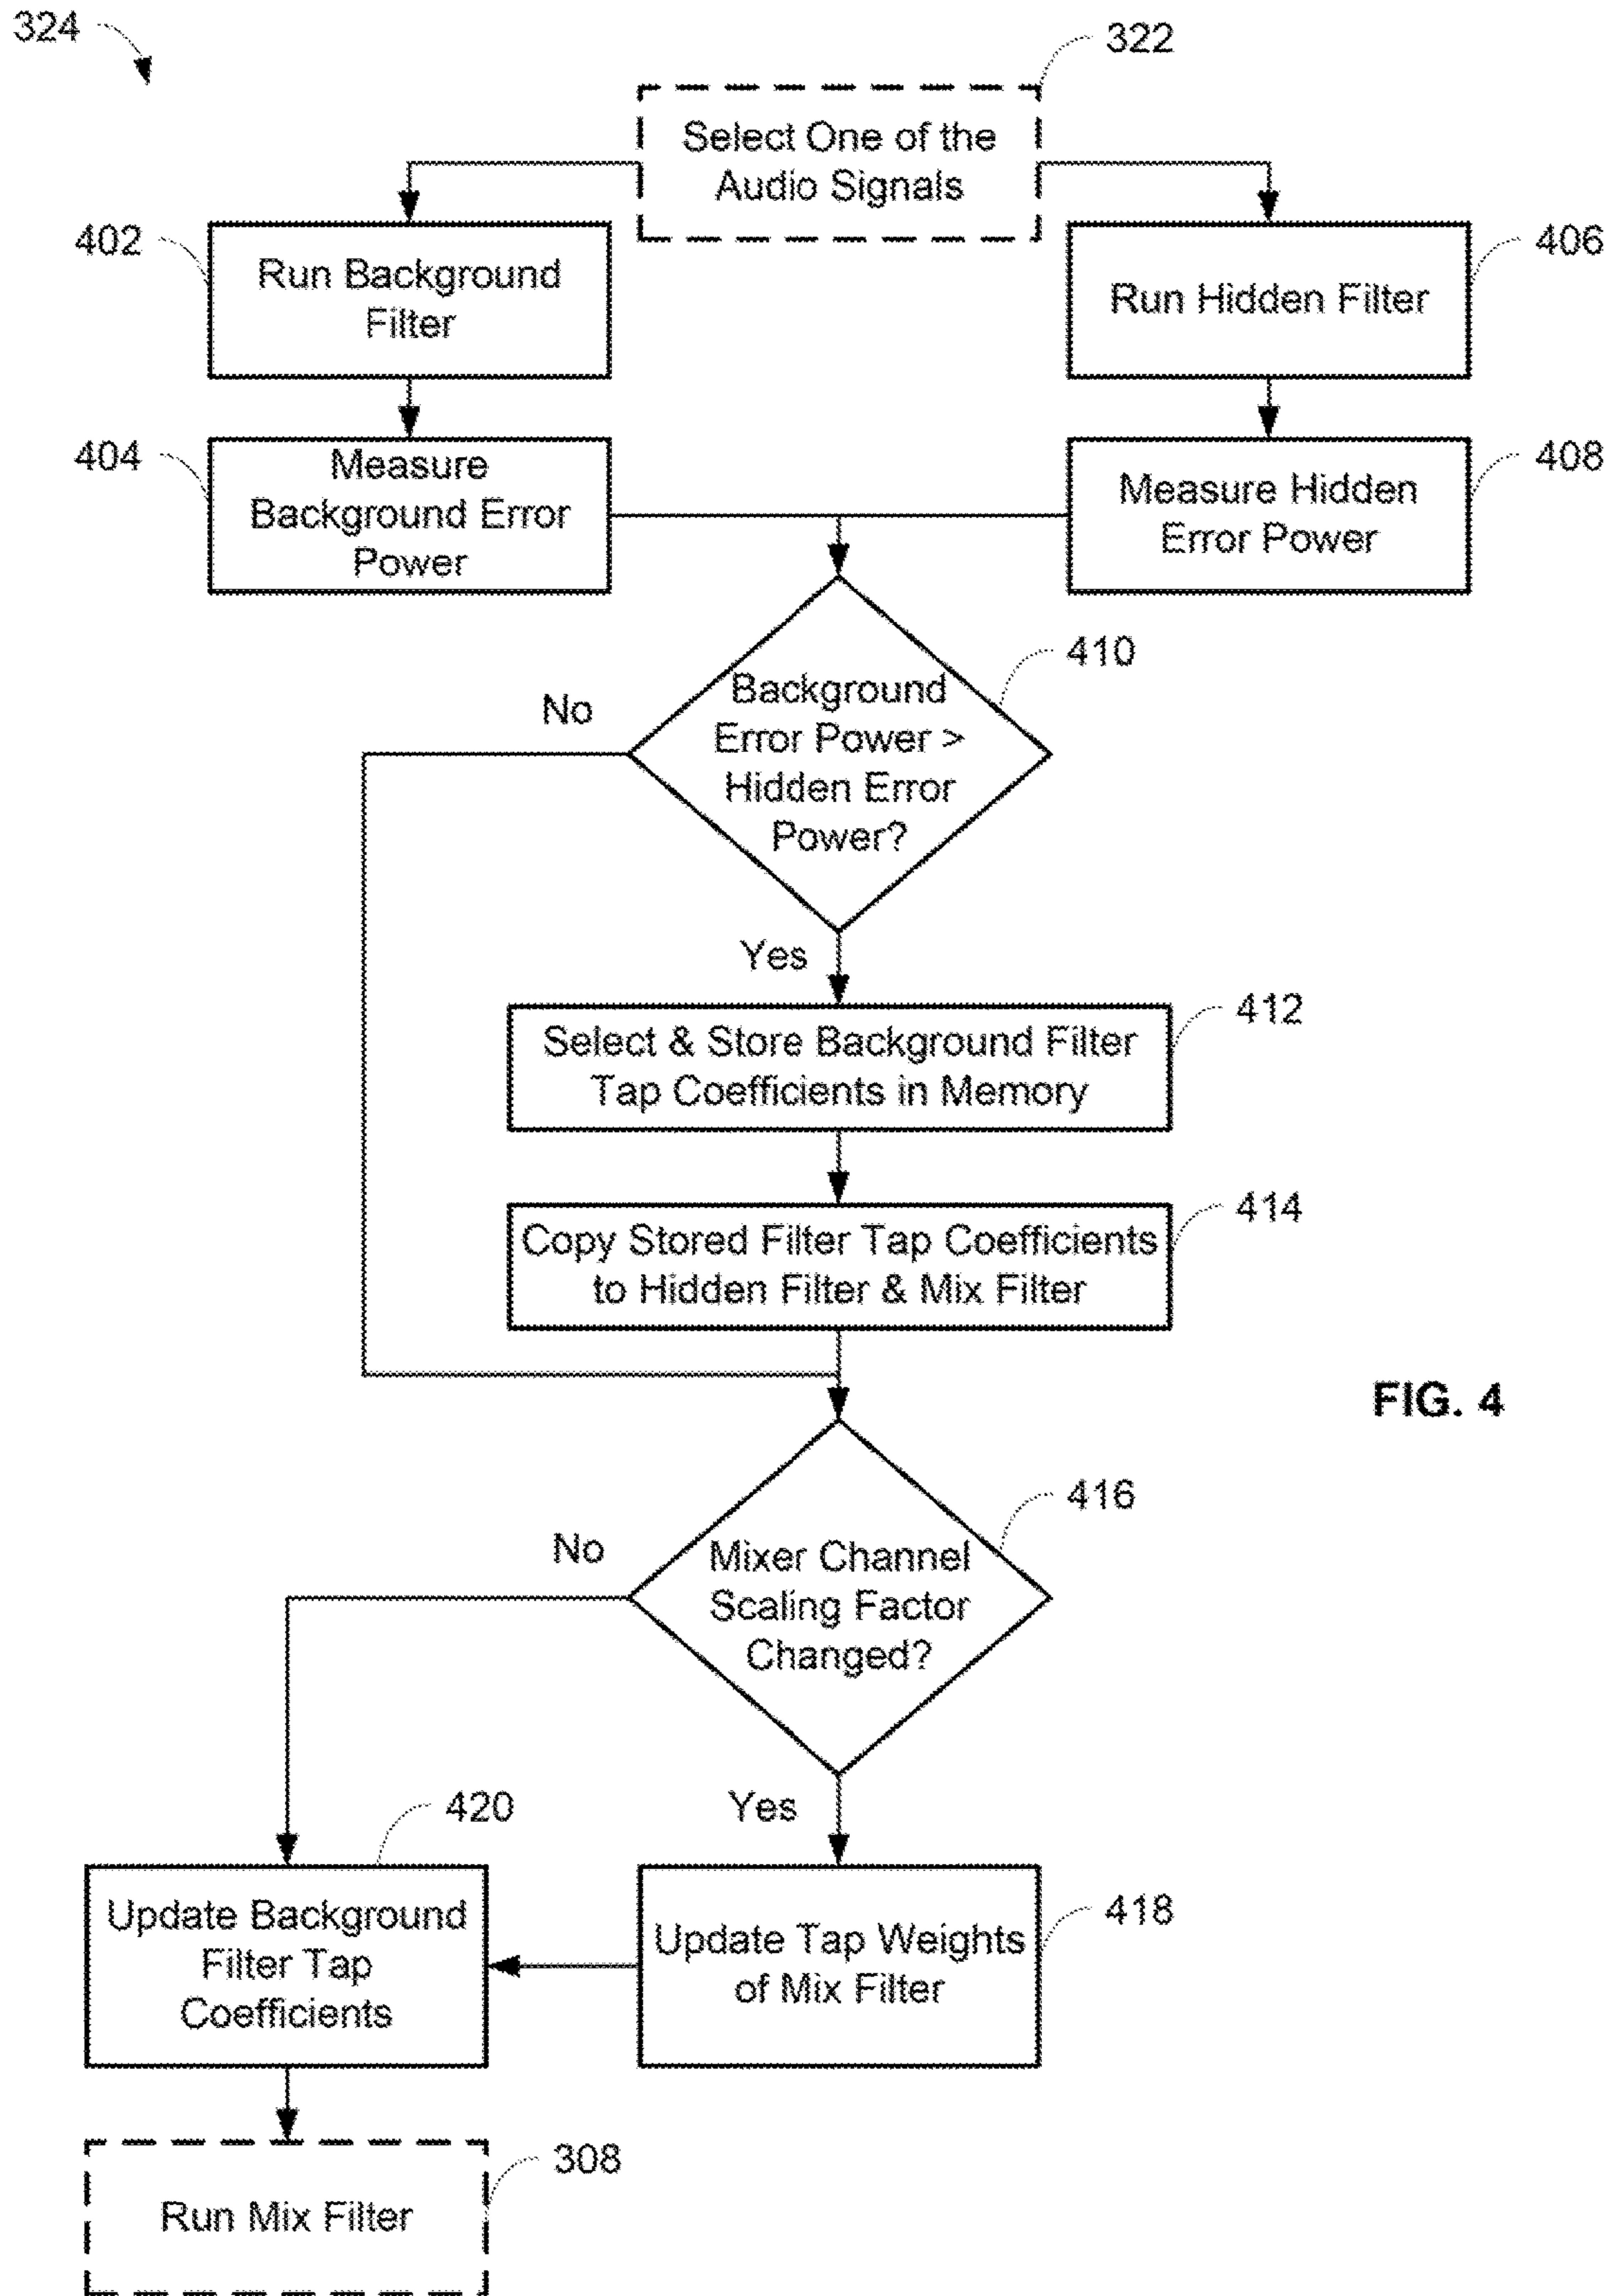 324
322
Select One of the
Audio Signals
402
Run Background
Filter
406
Run Hidden Filter
404
Measure
Background Error
Power
408
Measure Hidden
Error Power
410
Background
Error Power >
Hidden Error
Power?
No
Yes
412
Select & Store Background Filter
Tap Coefficients in Memory
414
Copy Stored Filter Tap Coefficients
to Hidden Filter & Mix Filter
FIG. 4
416
Mixer Channel
Scaling Factor
Changed?
No
Yes
420
Update Background
Filter Tap
Coefficients
418
Update Tap Weights
of Mix Filter
308
Run Mix Filter